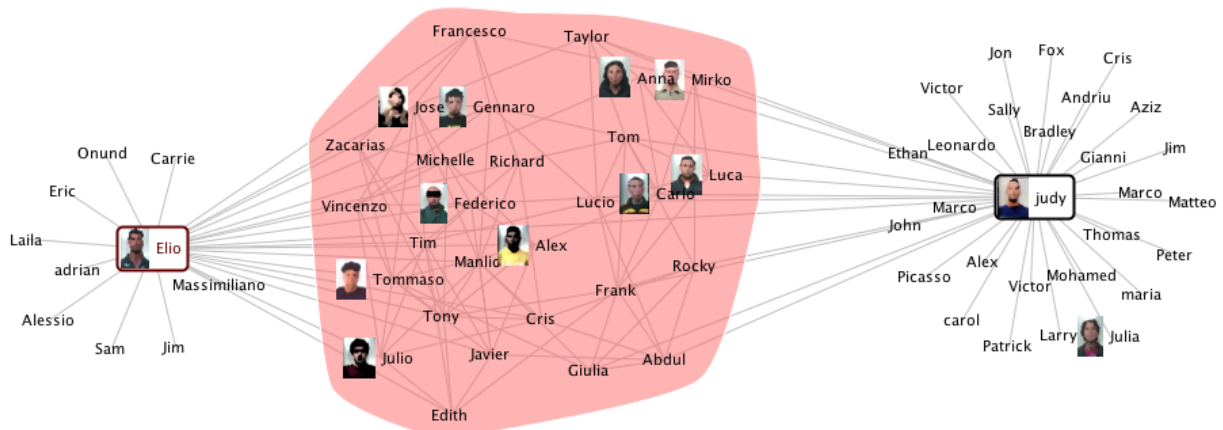 Onund
Carrie
Eric
Laila
Elio
adrian
Massimiliano
Alessio
Sam
Jim
Francesco
Taylor
Anna
Mirko
Jose
Gennaro
Zacarias
Tom
Michelle
Richard
Luca
Vincenzo
Federico
Lucio
Carlo
Tim
Alex
Manlio
Rocky
Tommaso
Frank
Tony
Cris
Julio
Javier
Giulia
Abdul
Edith
Jon
Fox
Cris
Victor
Sally
Andriu
Aziz
Bradley
Ethan
Leonardo
Gianni
Jim
judy
Marco
Matteo
Marco
John
Thomas
Peter
Picasso
Alex
Mohamed
Victor
maria
carol
Patrick
Larry
Julia